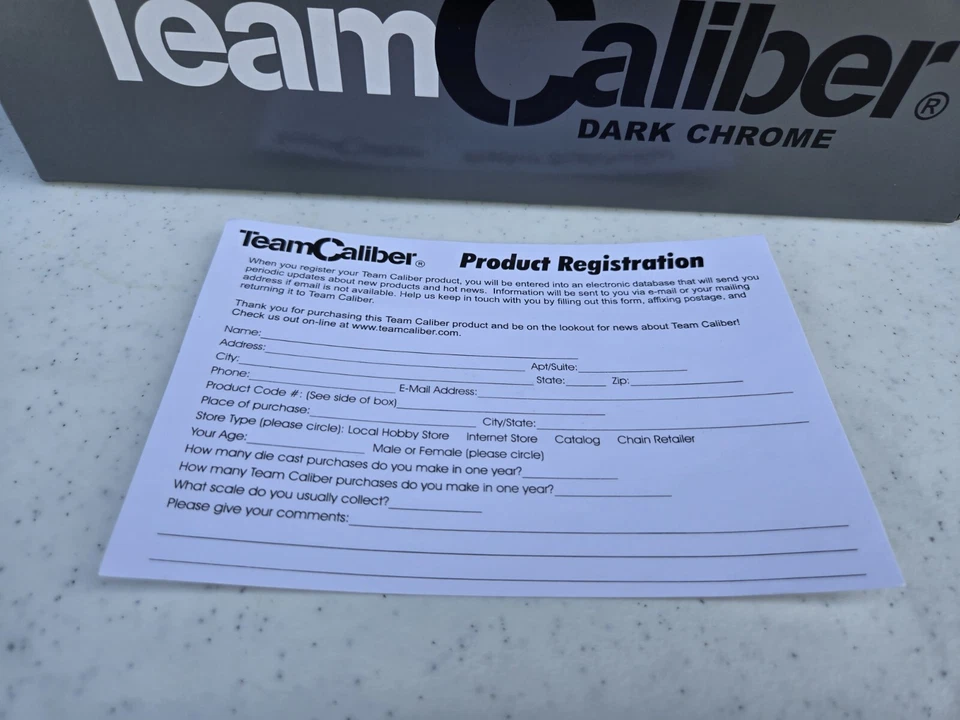 TeamCaliber®
DARK CHROME
TeamCaliber® Product Registration
When you register your Team Caliber product, you will be entered into an electronic database that will send you
periodic updates about new products and hot news. Information will be sent to you via e-mail or your mailing
address if email is not available. Help us keep in touch with you by filling out this form, affixing postage, and
returning it to Team Caliber.
Thank you for purchasing this Team Caliber product and be on the lookout for news about Team Caliber!
Check us out on-line at www.teamcaliber.com.
Name:
Address: Apt/Suite:
City: State: Zip:
Phone: E-Mail Address:
Product Code #: (See side of box)
Place of purchase: City/State:
Store Type (please circle): Local Hobby Store Internet Store Catalog Chain Retailer
Your Age: Male or Female (please circle)
How many die cast purchases do you make in one year?
How many Team Caliber purchases do you make in one year?
What scale do you usually collect?
Please give your comments: